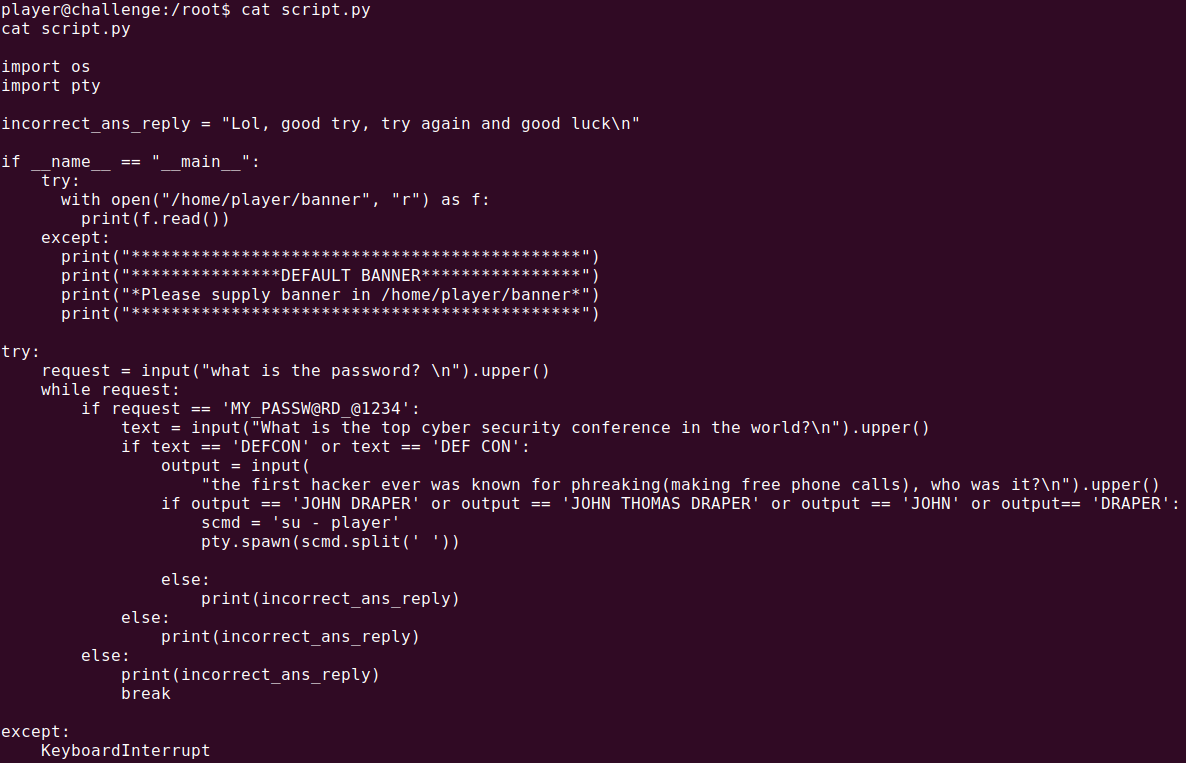 player@challenge:/root$ cat script.py
cat script.py

import os
import pty

incorrect_ans_reply = "Lol, good try, try again and good luck\n"

if __name__ == "__main__":
    try:
      with open("/home/player/banner", "r") as f:
        print(f.read())
    except:
      print("*********************************************")
      print("***************DEFAULT BANNER****************")
      print("*Please supply banner in /home/player/banner*")
      print("*********************************************")

try:
    request = input("what is the password? \n").upper()
    while request:
        if request == 'MY_PASSW@RD_@1234':
            text = input("What is the top cyber security conference in the world?\n").upper()
            if text == 'DEFCON' or text == 'DEF CON':
                output = input(
                    "the first hacker ever was known for phreaking(making free phone calls), who was it?\n").upper()
                if output == 'JOHN DRAPER' or output == 'JOHN THOMAS DRAPER' or output == 'JOHN' or output== 'DRAPER':
                    scmd = 'su - player'
                    pty.spawn(scmd.split(' '))

                else:
                    print(incorrect_ans_reply)
            else:
                print(incorrect_ans_reply)
        else:
            print(incorrect_ans_reply)
            break

except:
    KeyboardInterrupt